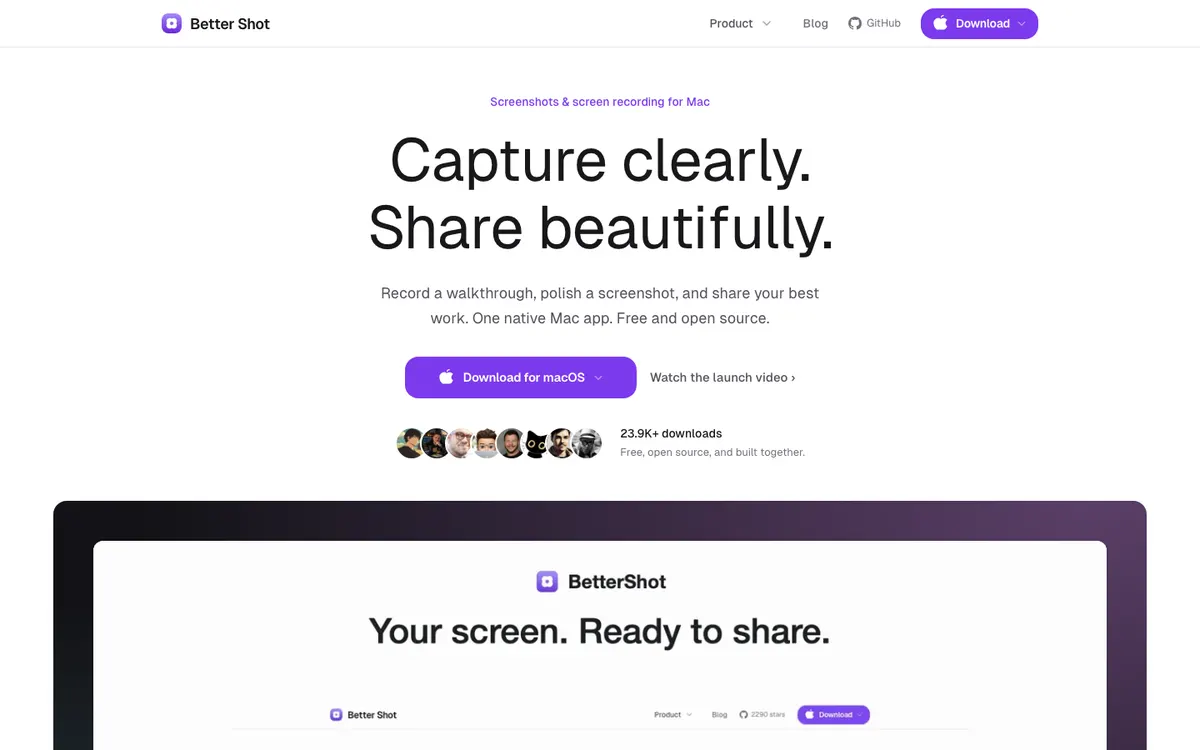 Better Shot
Product
Blog
GitHub
Download
Screenshots & screen recording for Mac
Capture clearly.
Share beautifully.
Record a walkthrough, polish a screenshot, and share your best
work. One native Mac app. Free and open source.
Download for macOS
Watch the launch video ›
23.9K+ downloads
Free, open source, and built together.
BetterShot
Your screen. Ready to share.
Better Shot
Product
Blog
2290 stars
Download